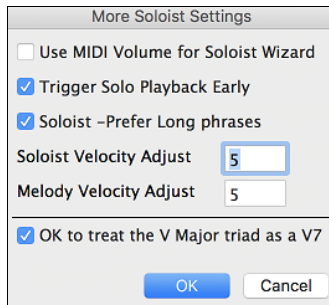 More Soloist Settings
Use MIDI Volume for Soloist Wizard
Trigger Solo Playback Early
Soloist -Prefer Long phrases
Soloist Velocity Adjust 5
Melody Velocity Adjust 5
OK to treat the V Major triad as a V7
OK Cancel